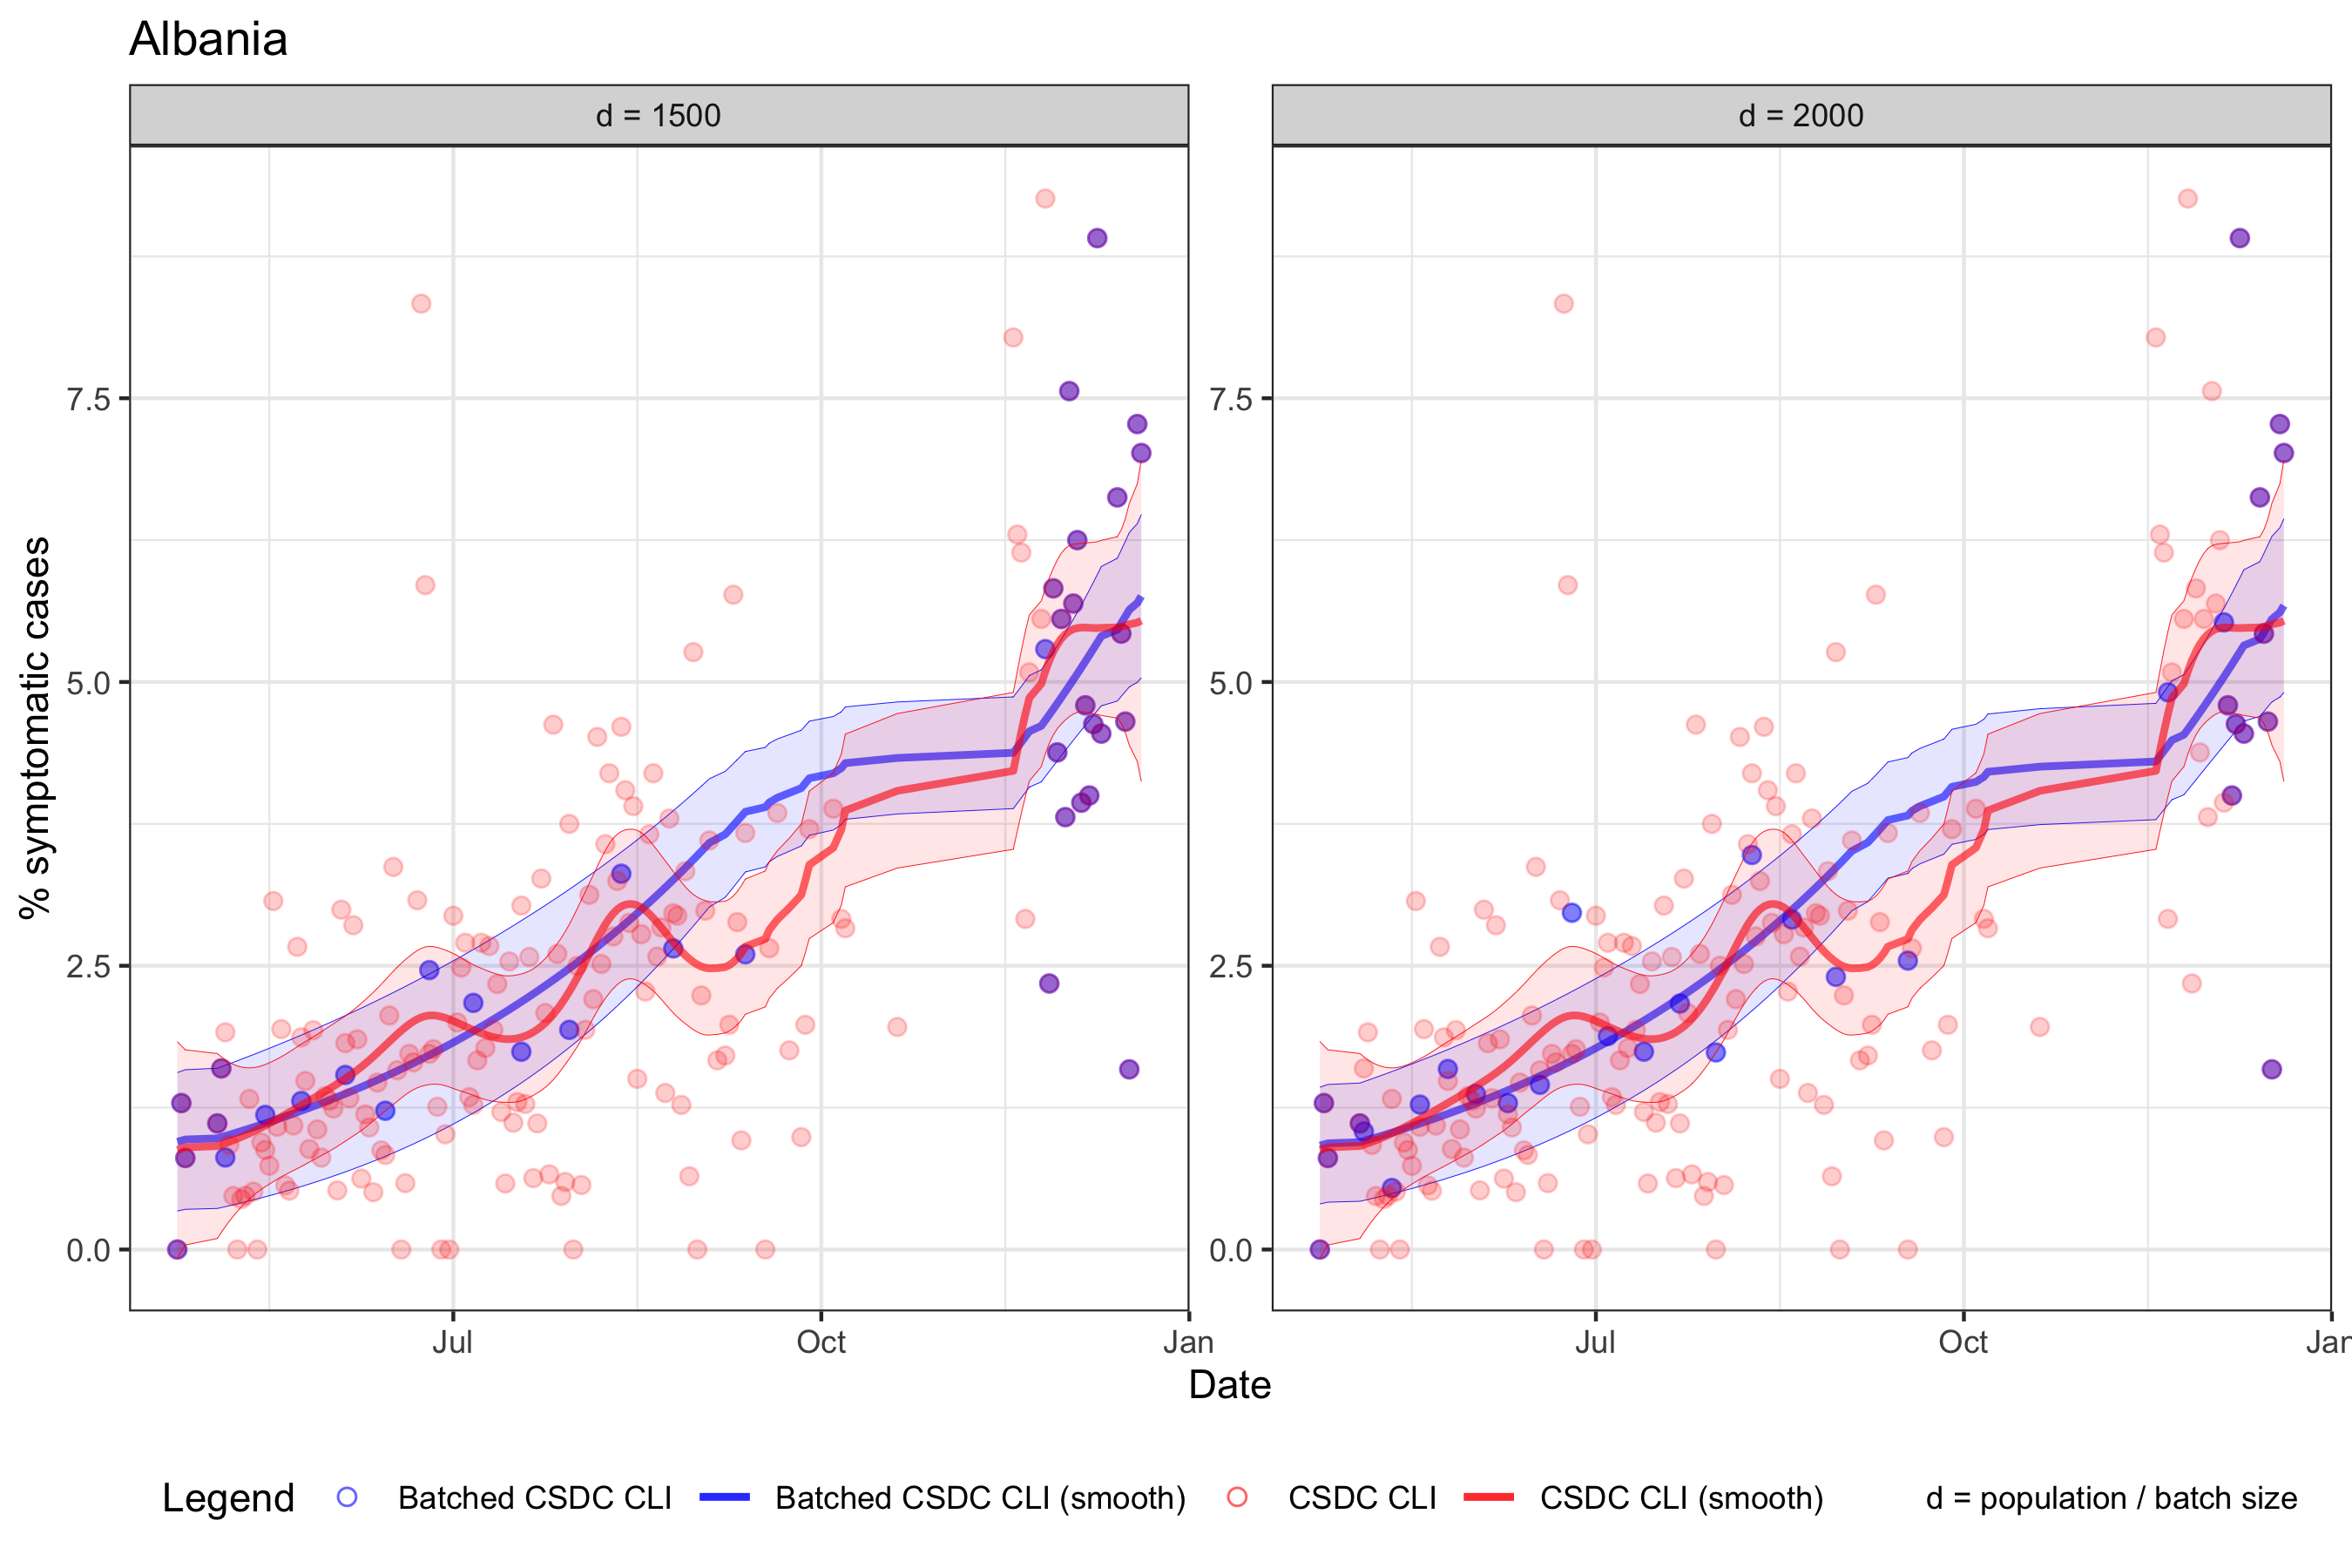 Albania
d = 1500
d = 2000
% symptomatic cases
7.5
5.0
2.5
0.0
7.5
5.0
2.5
0.0
Jul
Oct
Jan
Jul
Oct
Jan
Date
Legend
Batched CSDC CLI
Batched CSDC CLI (smooth)
CSDC CLI
CSDC CLI (smooth)
d = population / batch size